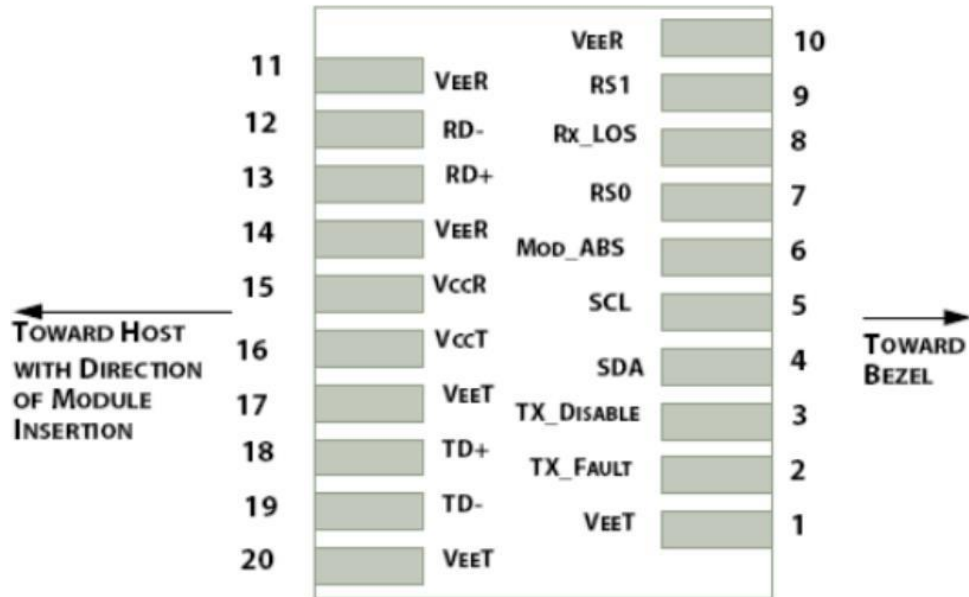 11 VEER
12 RD-
13 RD+
14 VEER
15 VCCR
16 VCCT
17 VEET
18 TD+
19 TD-
20 VEET
VEER 10
RS1 9
RX_LOS 8
RS0 7
MOD_ABS 6
SCL 5
SDA 4
TX_DISABLE 3
TX_FAULT 2
VEET 1
TOWARD HOST
WITH DIRECTION
OF MODULE
INSERTION
TOWARD
BEZEL